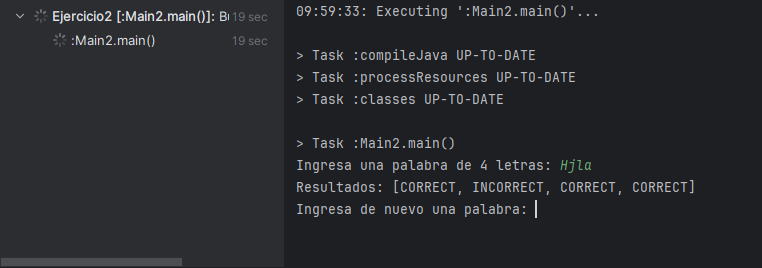 Ejercicio2 [:Main2.main()]: Bu 19 sec
:Main2.main() 19 sec
09:59:33: Executing ':Main2.main()'...
> Task :compileJava UP-TO-DATE
> Task :processResources UP-TO-DATE
> Task :classes UP-TO-DATE
> Task :Main2.main()
Ingresa una palabra de 4 letras: Hjla
Resultados: [CORRECT, INCORRECT, CORRECT, CORRECT]
Ingresa de nuevo una palabra: